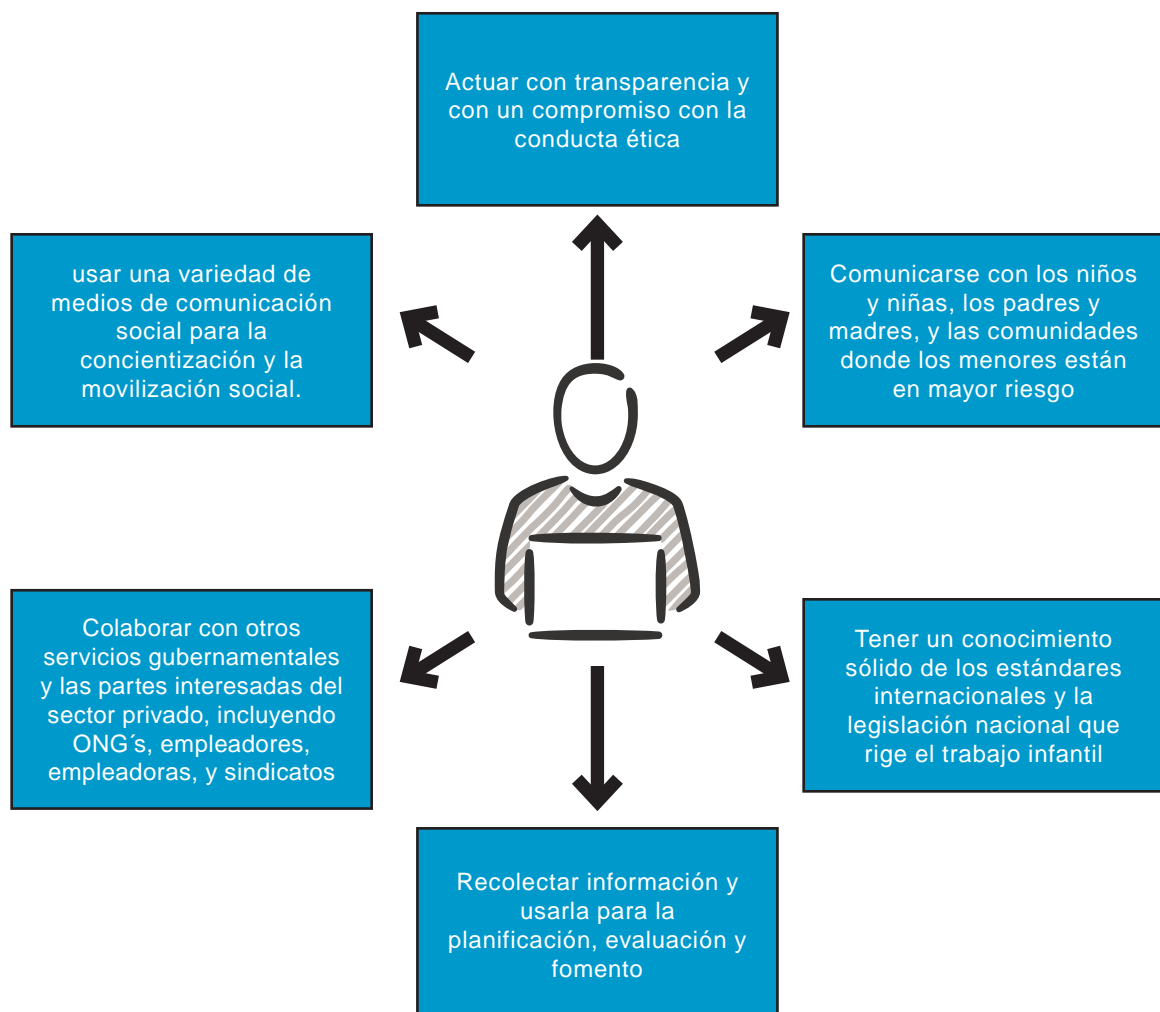 Actuar con transparencia y
con un compromiso con la
conducta ética
usar una variedad de
medios de comunicación
social para la
concientización y la
movilización social.
Comunicarse con los niños
y niñas, los padres y
madres, y las comunidades
donde los menores están
en mayor riesgo
Colaborar con otros
servicios gubernamentales
y las partes interesadas del
sector privado, incluyendo
ONG´s, empleadores,
empleadoras, y sindicatos
Tener un conocimiento
sólido de los estándares
internacionales y la
legislación nacional que
rige el trabajo infantil
Recolectar información y
usarla para la
planificación, evaluación y
fomento